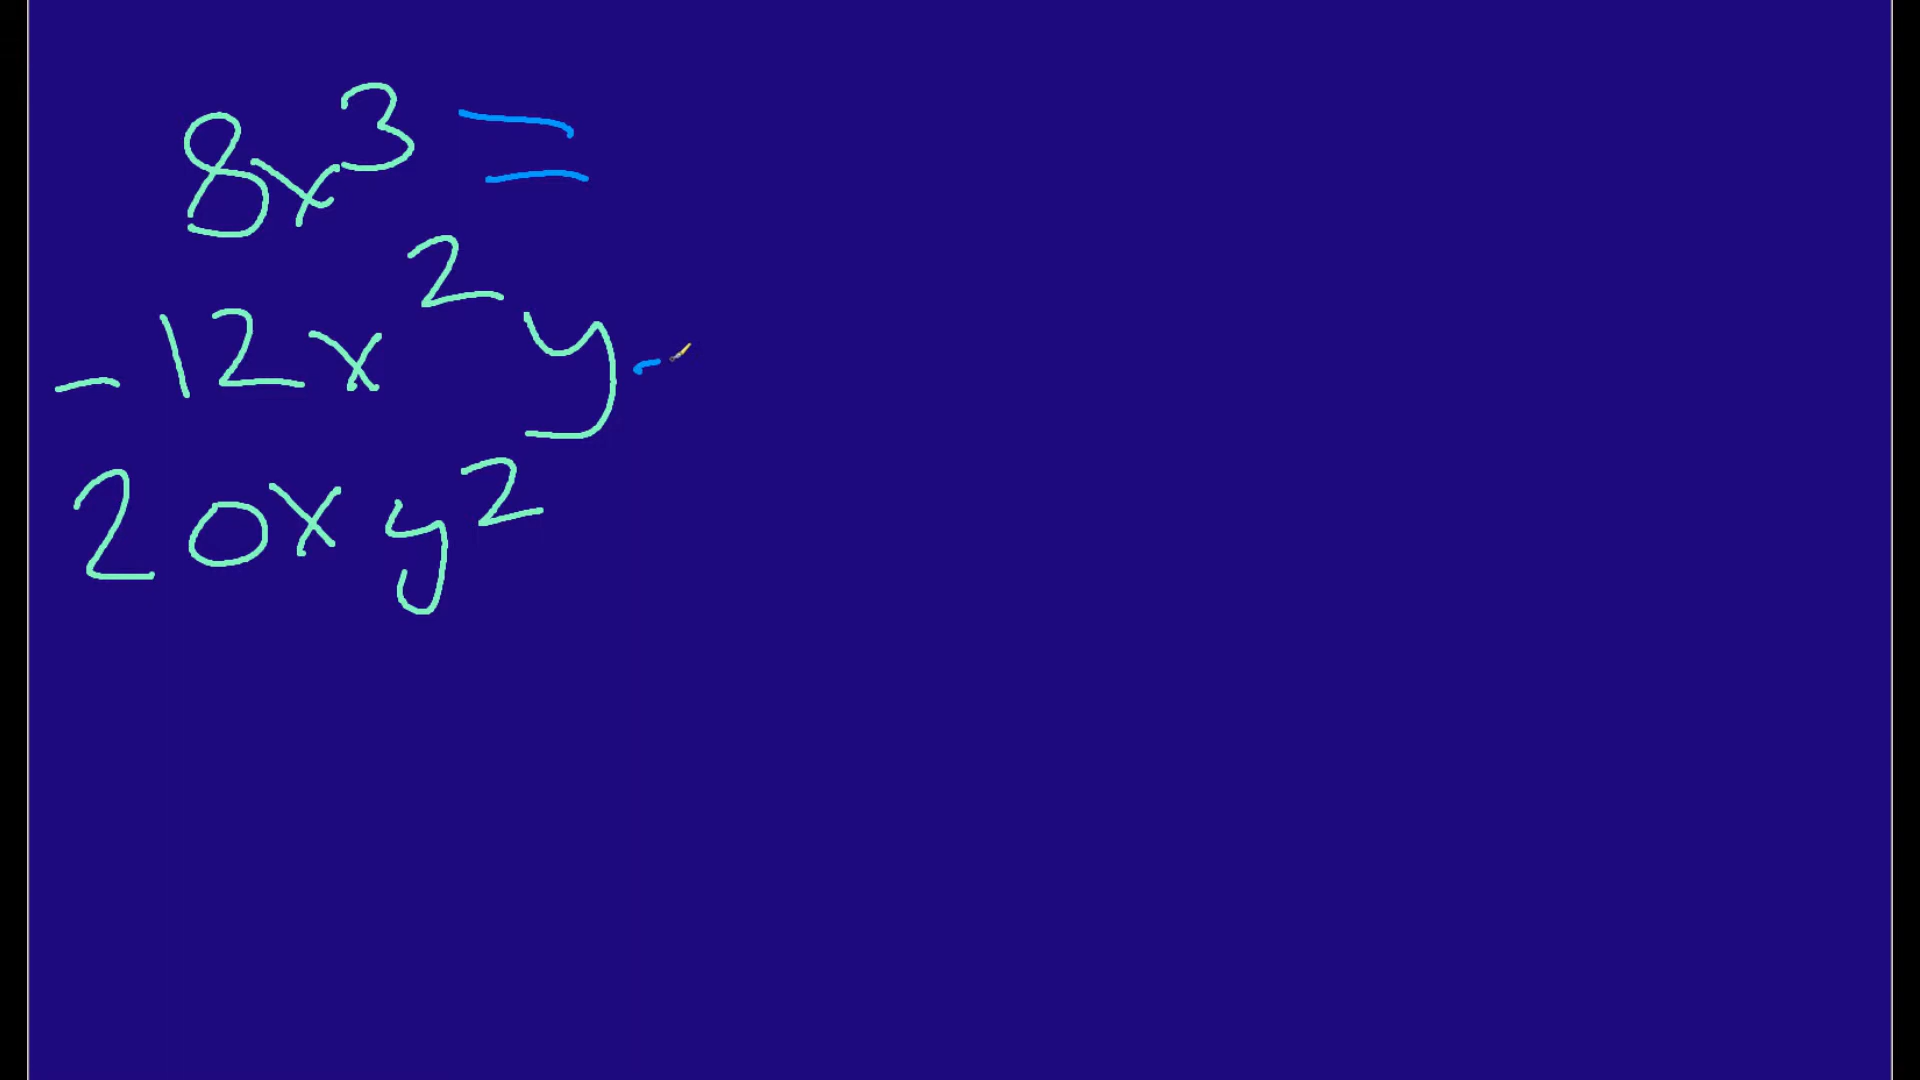 8x³ =
-12x²y -
20xy²